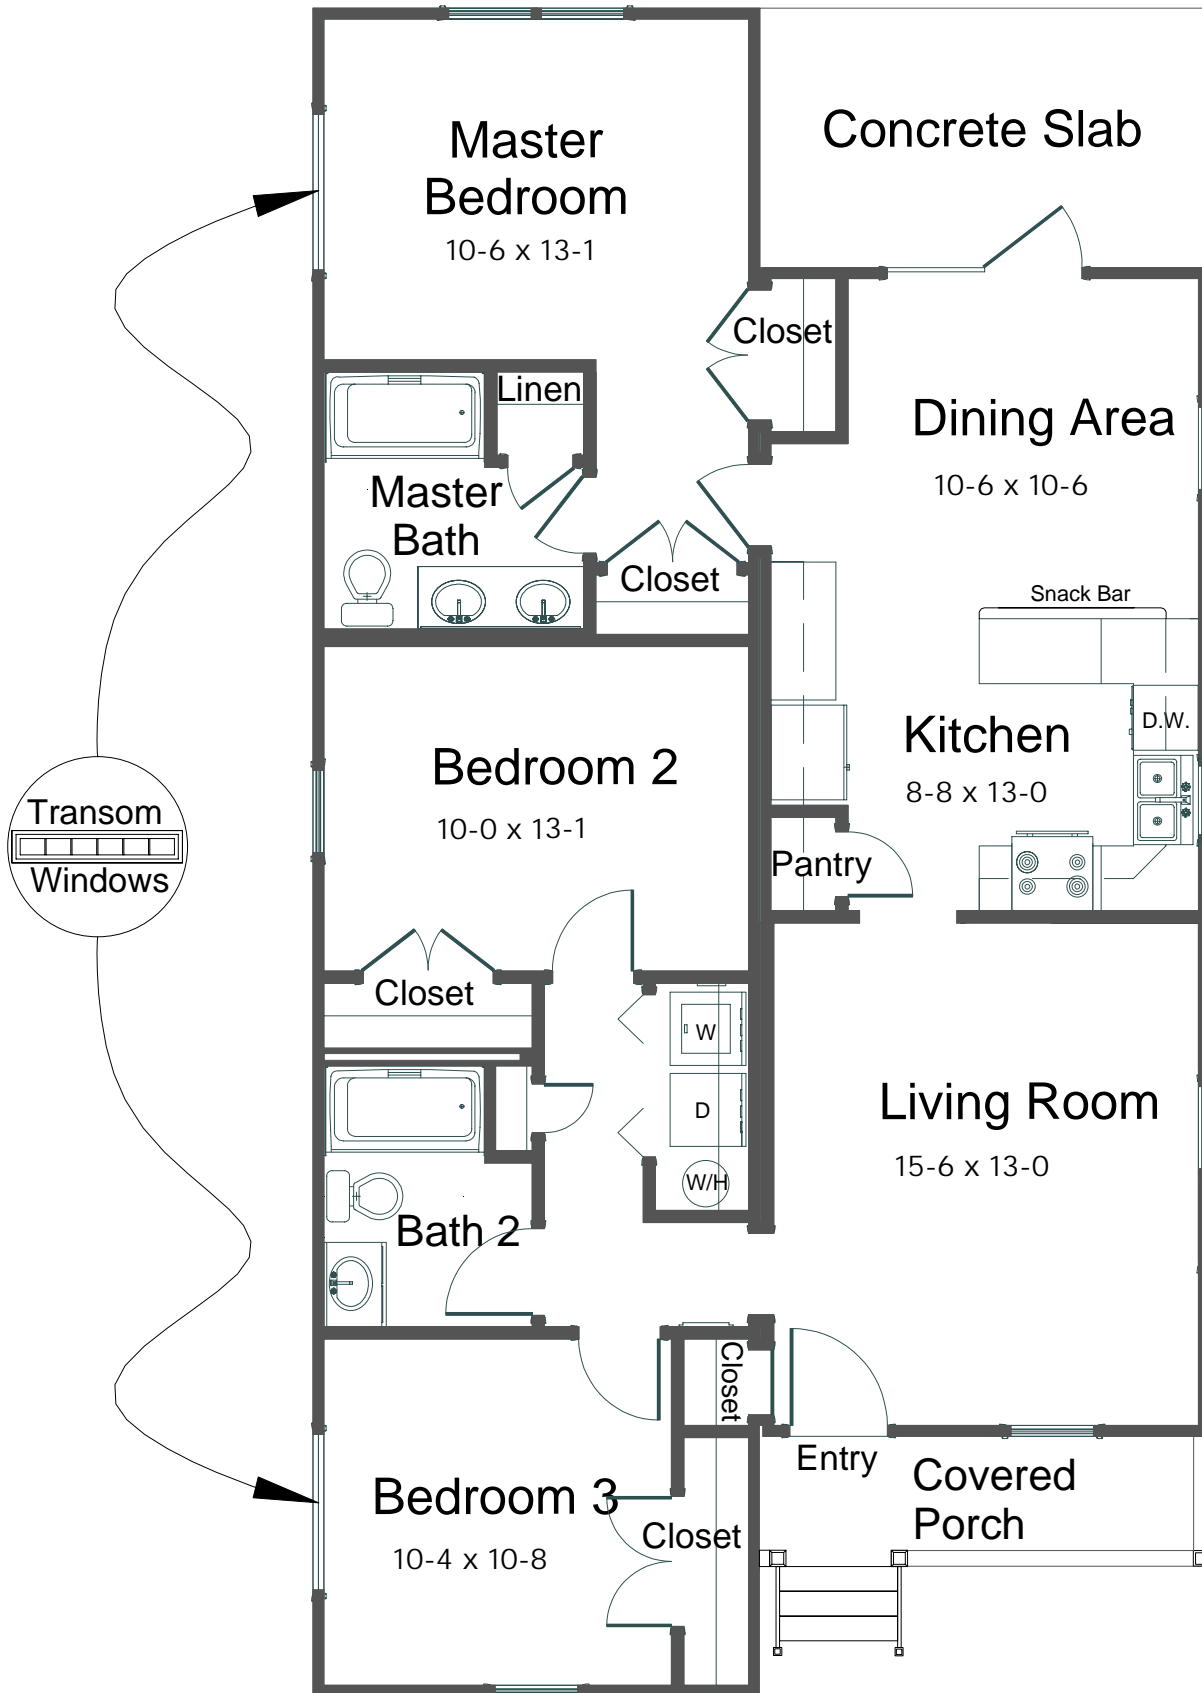 Master
Bedroom
10-6 x 13-1
Concrete Slab
Closet
Linen
Dining Area
10-6 x 10-6
Master
Bath
Closet
Snack Bar
D.W.
Kitchen
8-8 x 13-0
Bedroom 2
10-0 x 13-1
Transom
Windows
Pantry
Closet
W
D
W/H
Living Room
15-6 x 13-0
Bath 2
Closet
Entry
Covered
Porch
Bedroom 3
10-4 x 10-8
Closet